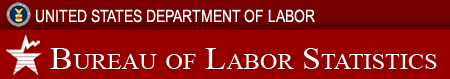 UNITED STATES DEPARTMENT OF LABOR
BUREAU OF LABOR STATISTICS